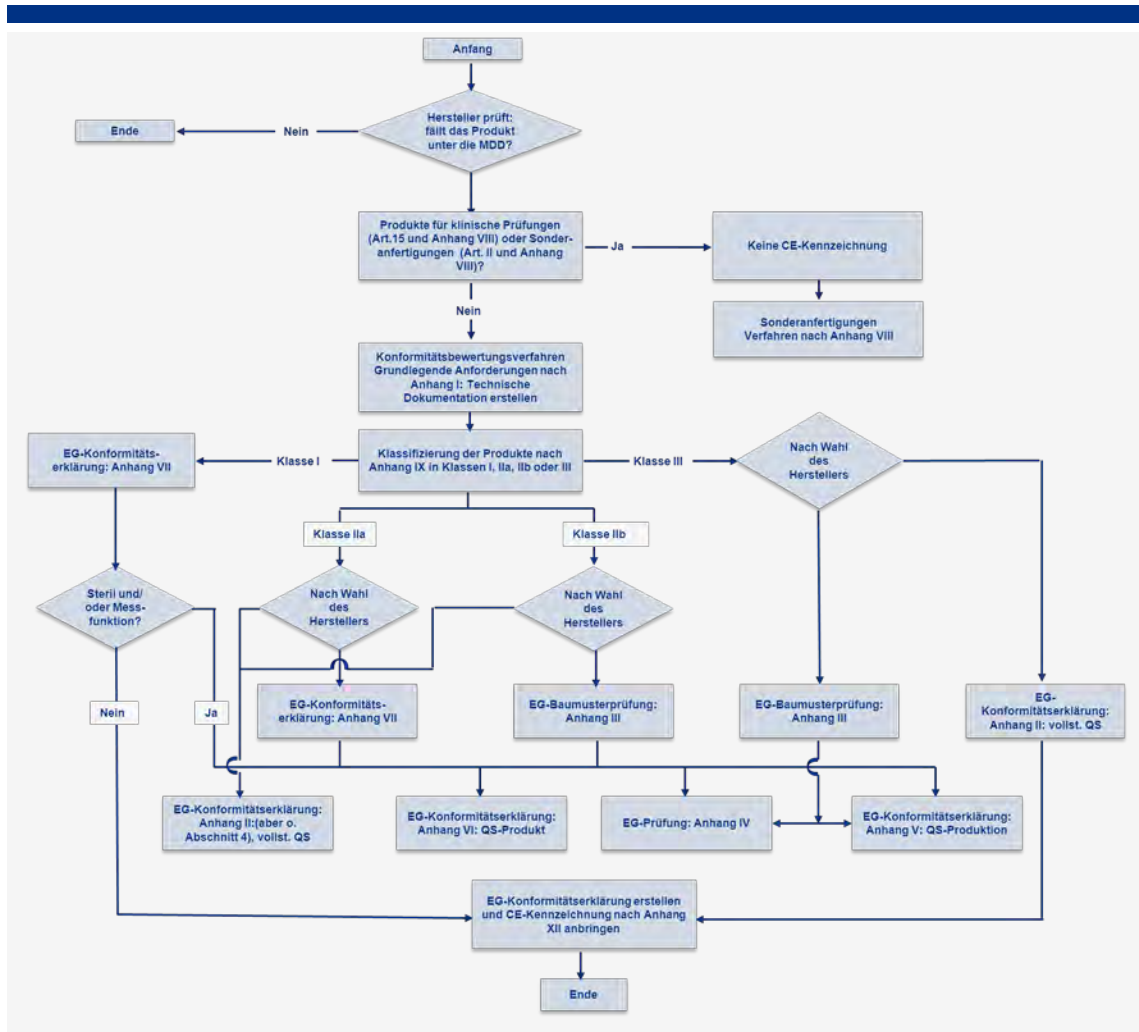 Anfang
Hersteller prüft:
fällt das Produkt
unter die MDD?
Nein
Ende
Produkte für klinische Prüfungen
(Art.15 und Anhang VIII) oder Sonder-
anfertigungen (Art. II und Anhang
VIII)?
Ja
Keine CE-Kennzeichnung
Sonderanfertigungen
Verfahren nach Anhang VIII
Nein
Konformitätsbewertungsverfahren
Grundlegende Anforderungen nach
Anhang I: Technische
Dokumentation erstellen
Klassifizierung der Produkte nach
Anhang IX in Klassen I, IIa, IIb oder III
Klasse I
EG-Konformitäts-
erklärung: Anhang VII
Klasse III
Nach Wahl
des
Herstellers
Klasse IIa
Klasse IIb
Steril und/
oder Mess-
funktion?
Nach Wahl
des
Herstellers
Nach Wahl
des
Herstellers
Nein
Ja
EG-Konformitäts-
erklärung: Anhang VII
EG-Baumusterprüfung:
Anhang III
EG-Baumusterprüfung:
Anhang III
EG-
Konformitätserklärung:
Anhang II: vollst. QS
EG-Konformitätserklärung:
Anhang II:(aber o.
Abschnitt 4), vollst. QS
EG-Konformitätserklärung:
Anhang VI: QS-Produkt
EG-Prüfung: Anhang IV
EG-Konformitätserklärung:
Anhang V: QS-Produktion
EG-Konformitätserklärung erstellen
und CE-Kennzeichnung nach Anhang
XII anbringen
Ende